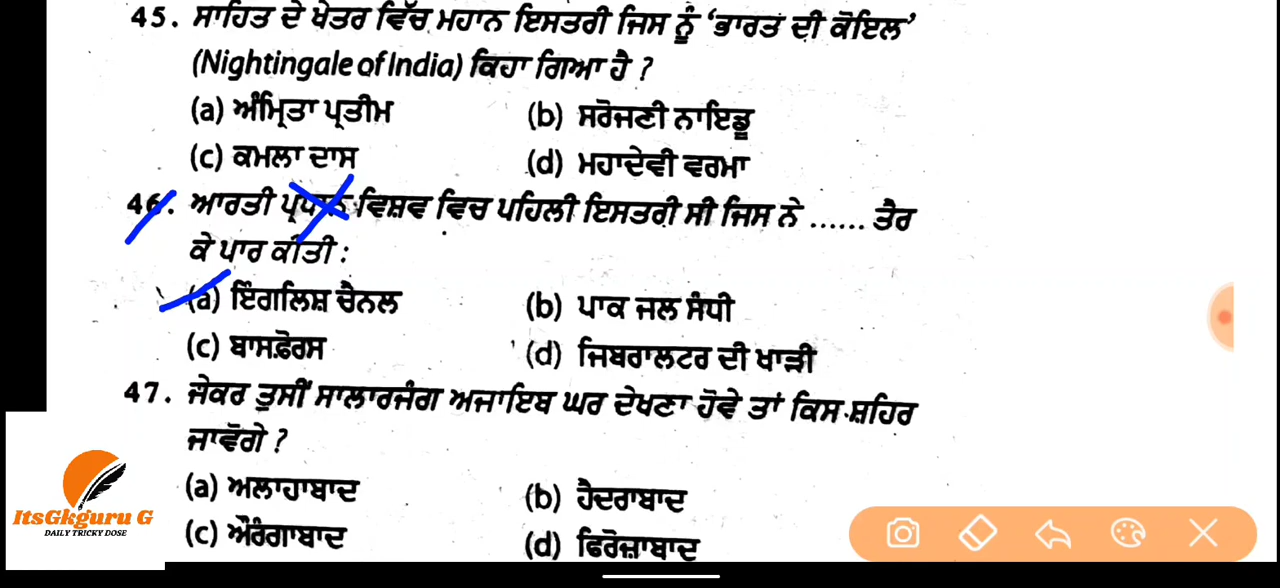 45. ਸਾਹਿਤ ਦੇ ਖੇਤਰ ਵਿੱਚ ਮਹਾਨ ਇਸਤਰੀ ਜਿਸ ਨੂੰ 'ਭਾਰਤ ਦੀ ਕੋਇਲ'
(Nightingale of India) ਕਿਹਾ ਗਿਆ ਹੈ ?
(a) ਅੰਮ੍ਰਿਤਾ ਪ੍ਰਤੀਮ (b) ਸਰੋਜਣੀ ਨਾਇਡੂ
(c) ਕਮਲਾ ਦਾਸ (d) ਮਹਾਦੇਵੀ ਵਰਮਾ
46. ਆਰਤੀ ਪ੍ਰਧਾਨ ਵਿਸ਼ਵ ਵਿਚ ਪਹਿਲੀ ਇਸਤਰੀ ਸੀ ਜਿਸ ਨੇ ...... ਤੈਰ
ਕੇ ਪਾਰ ਕੀਤੀ :
(a) ਇੰਗਲਿਸ਼ ਚੈਨਲ (b) ਪਾਕ ਜਲ ਸੰਧੀ
(c) ਬਾਸਫ਼ੋਰਸ (d) ਜਿਬਰਾਲਟਰ ਦੀ ਖਾੜੀ
47. ਜੇਕਰ ਤੁਸੀਂ ਸਾਲਾਰਜੰਗ ਅਜਾਇਬ ਘਰ ਦੇਖਣਾ ਹੋਵੇ ਤਾਂ ਕਿਸ ਸ਼ਹਿਰ
ਜਾਵੋਗੇ ?
(a) ਅਲਾਹਾਬਾਦ (b) ਹੈਦਰਾਬਾਦ
(c) ਔਰੰਗਾਬਾਦ (d) ਫਿਰੋਜ਼ਾਬਾਦ
ItsGkguru G
DAILY TRICKY DOSE